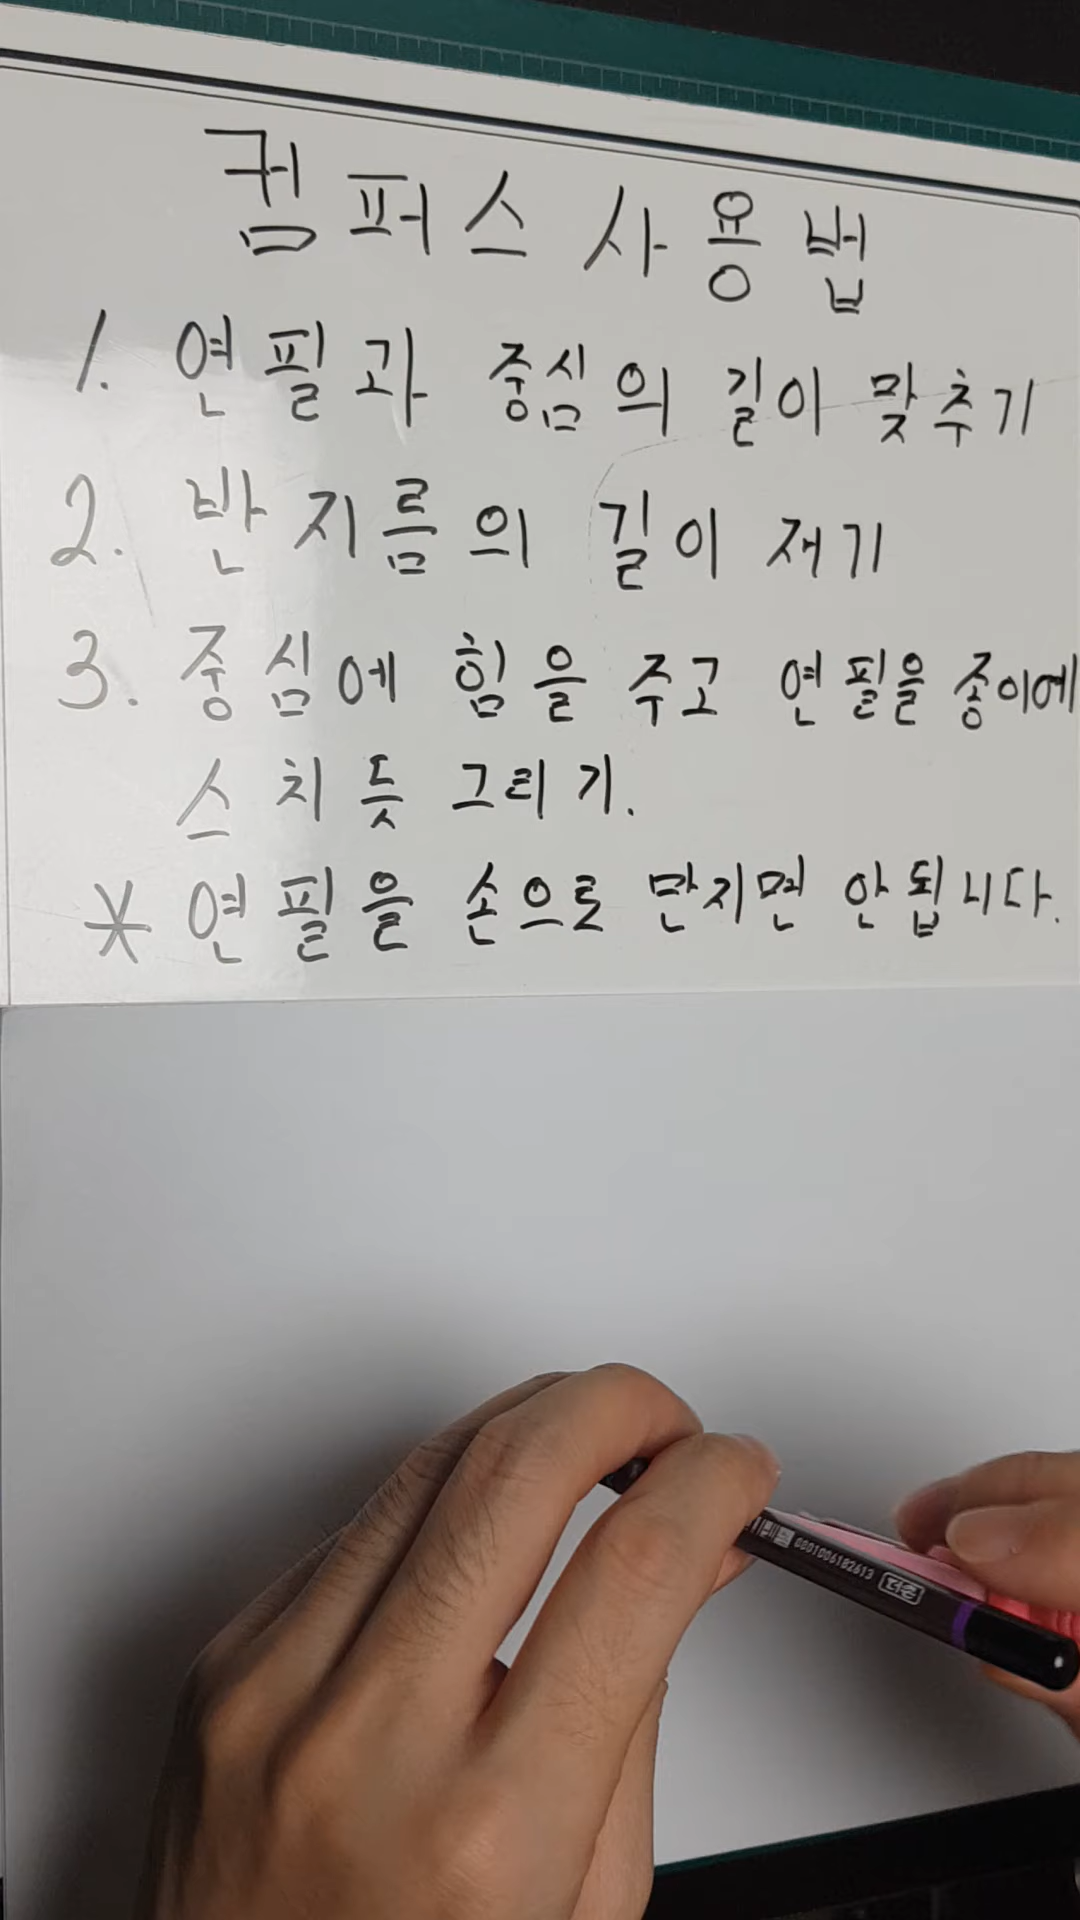 컴퍼스 사용법
1. 연필과 중심의 길이 맞추기
2. 반지름의 길이 재기
3. 중심에 힘을 주고 연필을 종이에
스치듯 그리기.
* 연필을 손으로 만지면 안됩니다.
8801006182613 더존